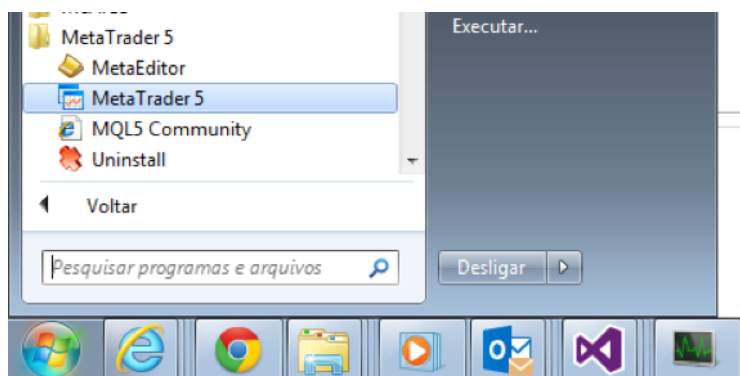 MetaTrader 5
MetaEditor
MetaTrader 5
MQL5 Community
Uninstall
Voltar
Pesquisar programas e arquivos
Executar...
Desligar